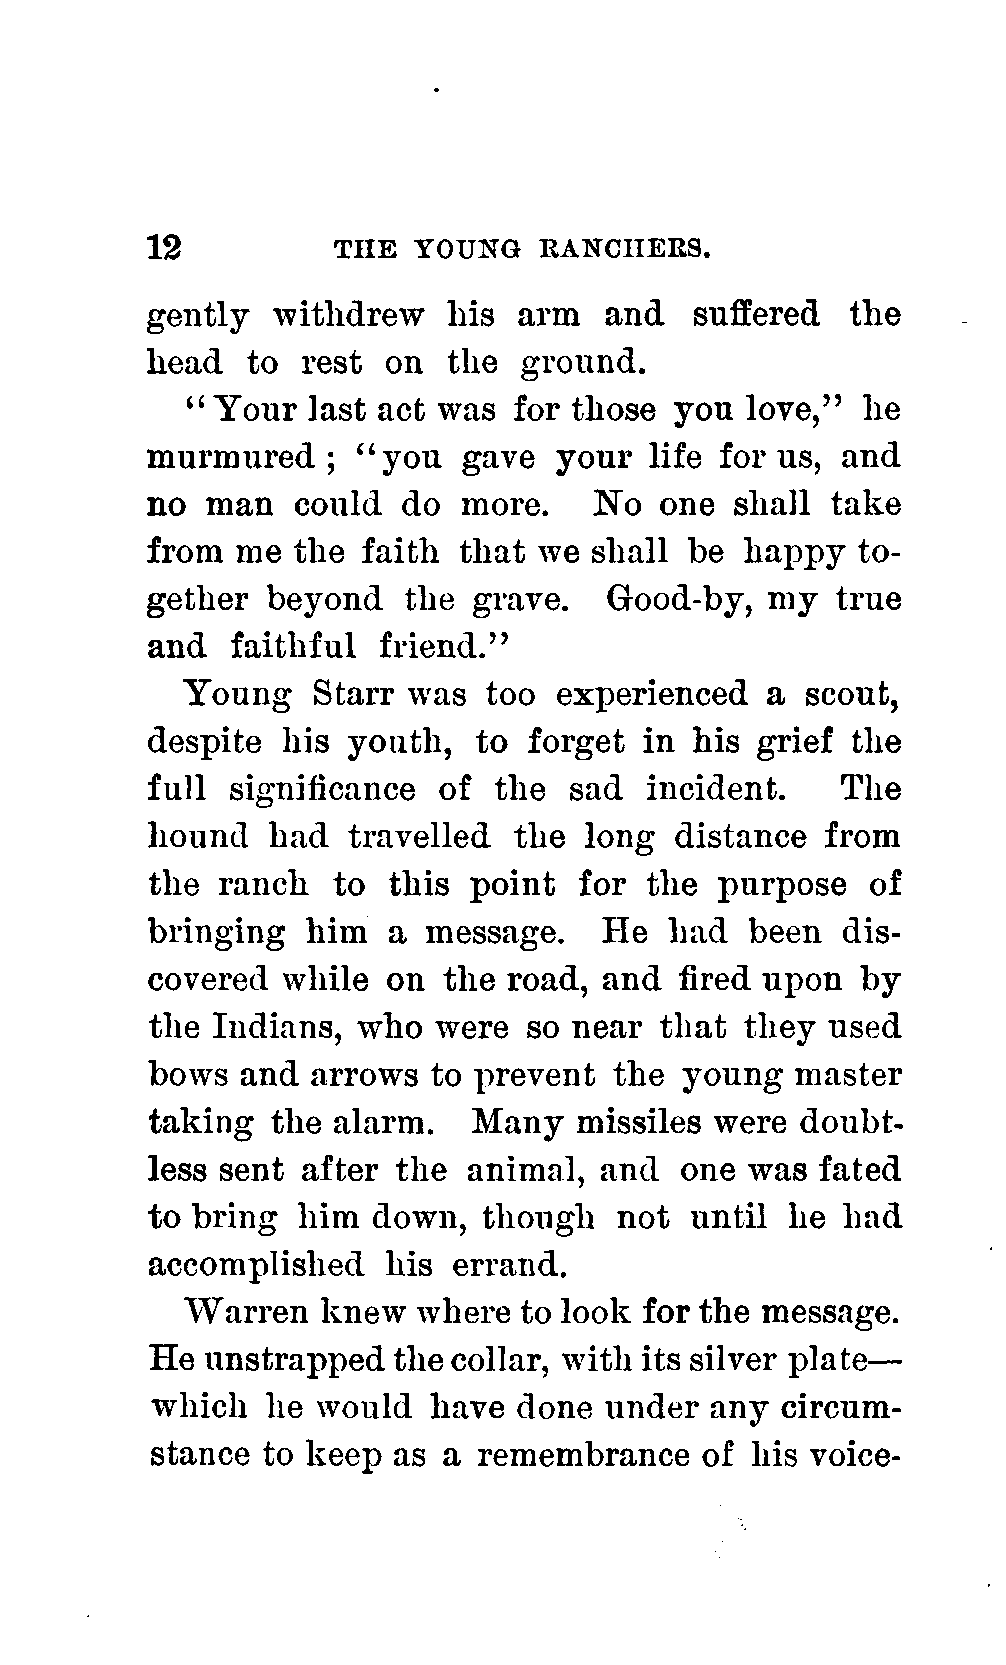 12 THE YOUNG RANCHERS.
gently withdrew his arm and suffered the
head to rest on the ground.
“Your last act was for those you love,” he
murmured ; “you gave your life for us, and
no man could do more. No one shall take
from me the faith that we shall be happy to-
gether beyond the grave. Good-by, my true
and faithful friend.”
Young Starr was too experienced a scout,
despite his youth, to forget in his grief the
full significance of the sad incident. The
hound had travelled the long distance from
the ranch to this point for the purpose of
bringing him a message. He had been dis-
covered while on the road, and fired upon by
the Indians, who were so near that they used
bows and arrows to prevent the young master
taking the alarm. Many missiles were doubt-
less sent after the animal, and one was fated
to bring him down, though not until he had
accomplished his errand.
Warren knew where to look for the message.
He unstrapped the collar, with its silver plate—
which he would have done under any circum-
stance to keep as a remembrance of his voice-